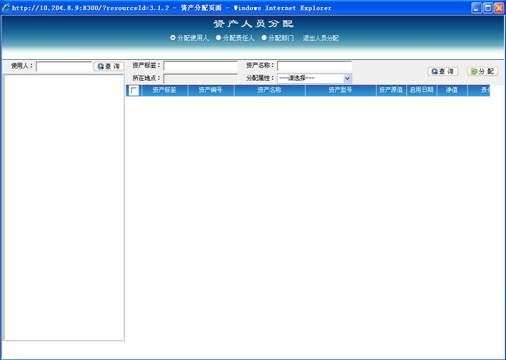 http://10.204.8.9:8300/?resourceId=3.1.2 - 资产分配页面 - Windows Internet Explorer
资产人员分配
分配使用人 分配责任人 分配部门 退出人员分配
使用人： 查 询 资产标签： 资产名称：
所在地点： 分配属性： ---请选择--- 查 询 分 配
资产标签 资产编号 资产名称 资产型号 资产原值 启用日期 净值